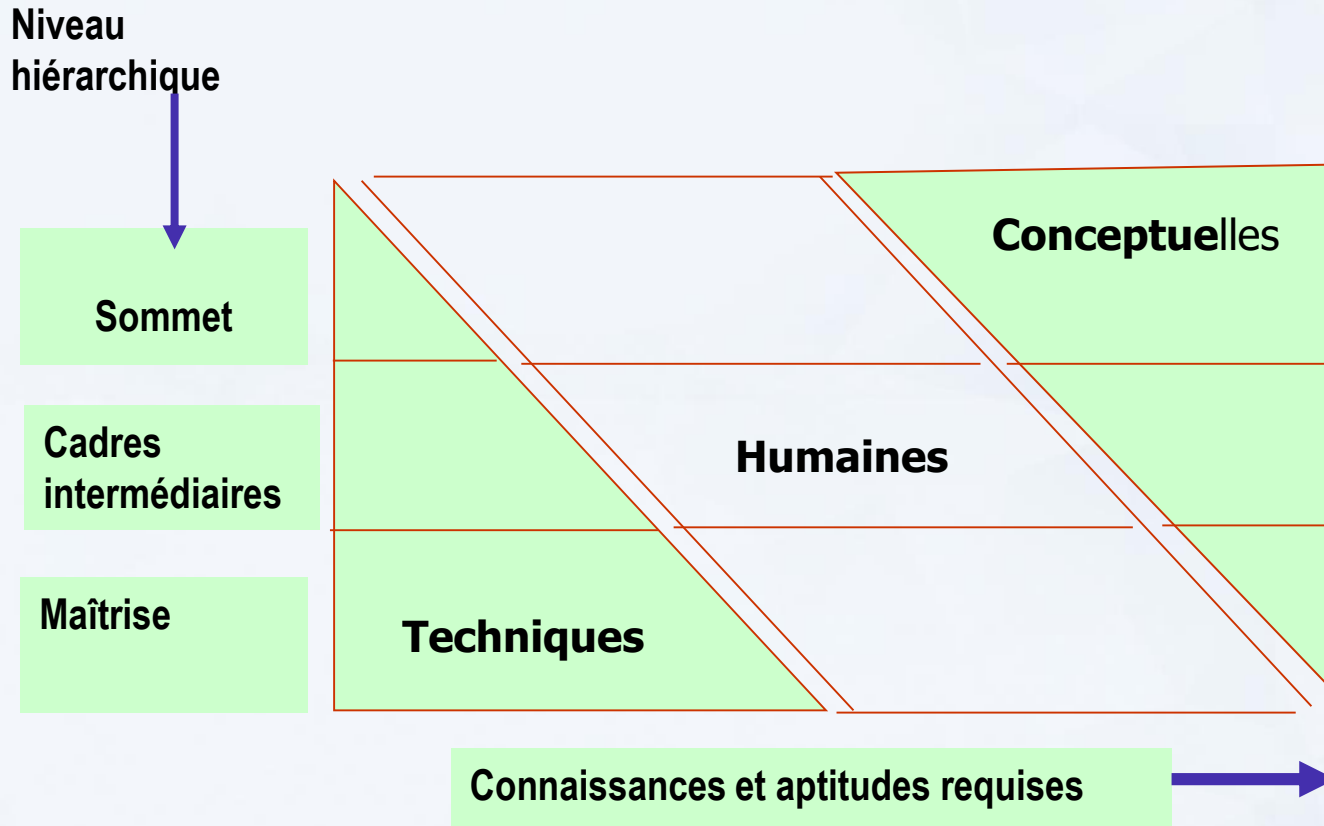 Niveau
hiérarchique
Conceptuelles
Sommet
Cadres
intermédiaires
Humaines
Maîtrise
Techniques
Connaissances et aptitudes requises